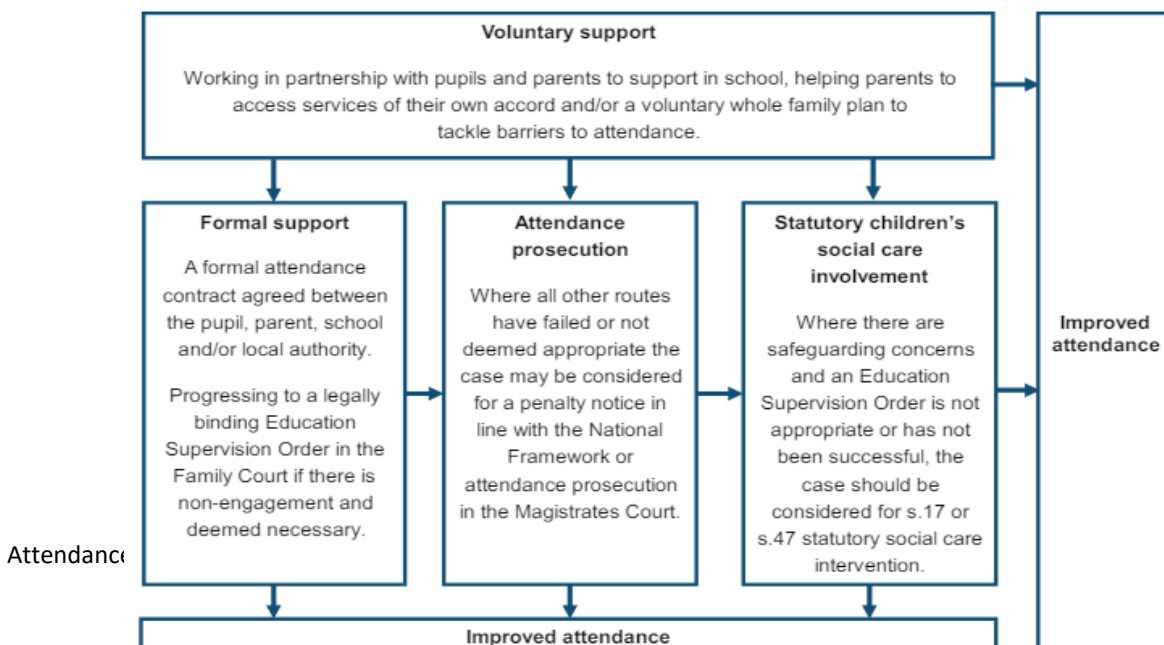 Voluntary support
Working in partnership with pupils and parents to support in school, helping parents to
access services of their own accord and/or a voluntary whole family plan to
tackle barriers to attendance.
Formal support
A formal attendance
contract agreed between
the pupil, parent, school
and/or local authority.
Progressing to a legally
binding Education
Supervision Order in the
Family Court if there is
non-engagement and
deemed necessary.
Attendance
prosecution
Where all other routes
have failed or not
deemed appropriate the
case may be considered
for a penalty notice in
line with the National
Framework or
attendance prosecution
in the Magistrates Court.
Statutory children's
social care
involvement
Where there are
safeguarding concerns
and an Education
Supervision Order is not
appropriate or has not
been successful, the
case should be
considered for s.17 or
s.47 statutory social care
intervention.
Improved
attendance
Attendance
Improved attendance